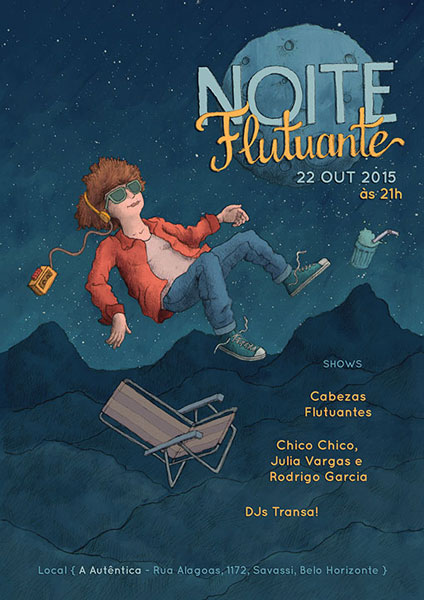 NOITE
Flutuante
22 OUT 2015
às 21h
SHOWS
Cabezas
Flutuantes
Chico Chico,
Julia Vargas e
Rodrigo Garcia
DJs Transa!
Local { A Autêntica - Rua Alagoas, 1172, Savassi, Belo Horizonte }